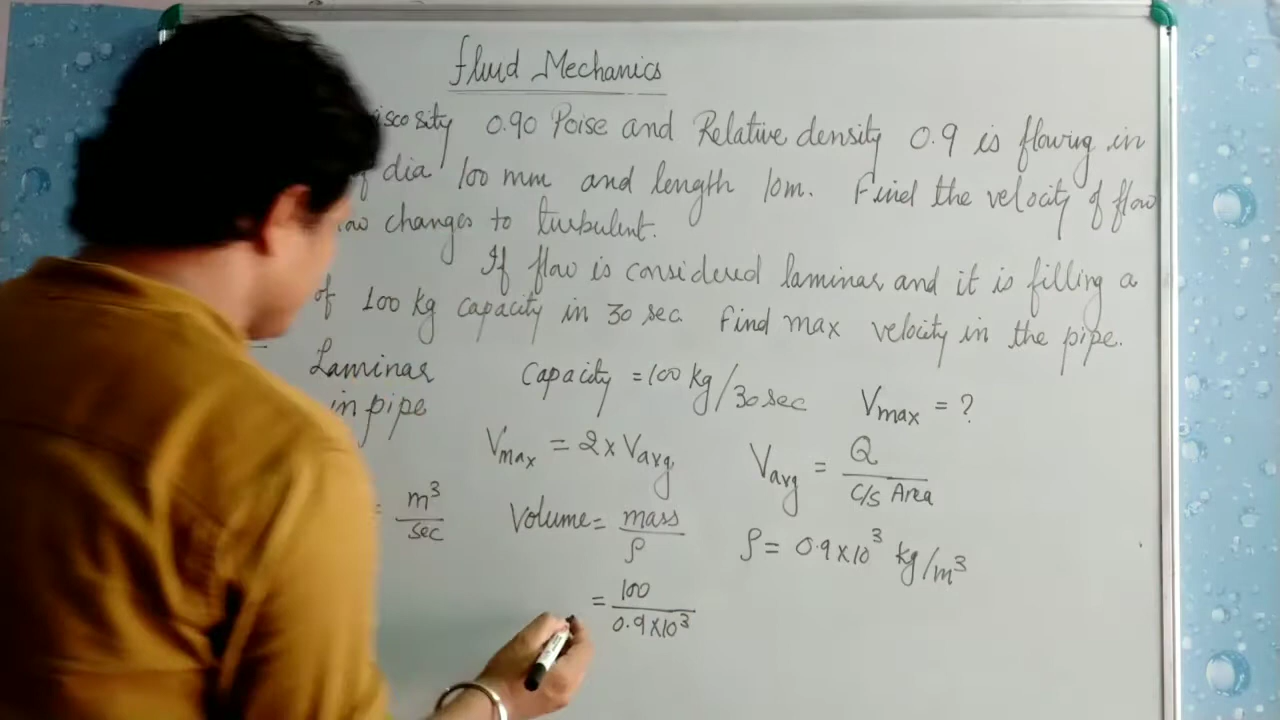 Fluid Mechanics
iscosity 0.90 Poise and Relative density 0.9 is flowing in
of dia 100 mm and length 10m. Find the velocity of flow
changes to turbulent.
If flow is considered laminar and it is filling a
of 100 kg capacity in 30 sec. Find max velocity in the pipe.
Laminar
in pipe
Capacity = 100 kg/30 sec
Vmax = ?
Vmax = 2 x Vavg
Vavg = Q / C/S Area
= m³ / sec
Volume = mass / ρ
ρ = 0.9 x 10³ kg/m³
= 100 / 0.9 x 10³